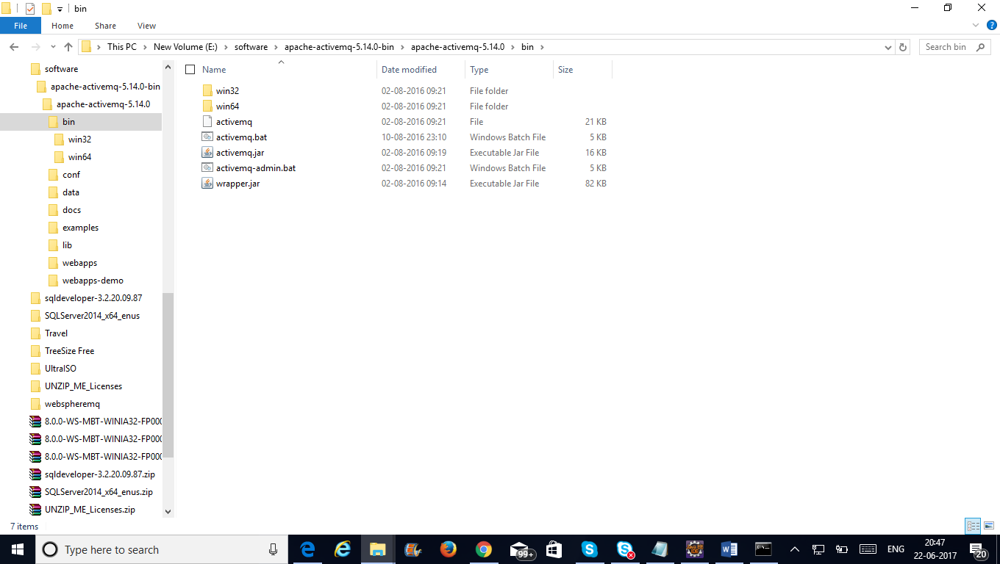 bin
File Home Share View
This PC New Volume (E:) software apache-activemq-5.14.0-bin apache-activemq-5.14.0 bin Search bin
software
apache-activemq-5.14.0-bin
apache-activemq-5.14.0
bin
win32
win64
conf
data
docs
examples
lib
webapps
webapps-demo
sqldeveloper-3.2.20.09.87
SQLServer2014_x64_enus
Travel
TreeSize Free
UltraISO
UNZIP_ME_Licenses
webspheremq
8.0.0-WS-MBT-WINIA32-FP000
8.0.0-WS-MBT-WINIA32-FP000
8.0.0-WS-MBT-WINIA32-FP000
sqldeveloper-3.2.20.09.87.zip
SQLServer2014_x64_enus.zip
UNZIP_ME_Licenses.zip
Name Date modified Type Size
win32 02-08-2016 09:21 File folder
win64 02-08-2016 09:21 File folder
activemq 02-08-2016 09:21 File 21 KB
activemq.bat 10-08-2016 23:10 Windows Batch File 5 KB
activemq.jar 02-08-2016 09:19 Executable Jar File 16 KB
activemq-admin.bat 02-08-2016 09:21 Windows Batch File 5 KB
wrapper.jar 02-08-2016 09:14 Executable Jar File 82 KB
7 items
Type here to search
99+
ENG
20:47
22-06-2017
20